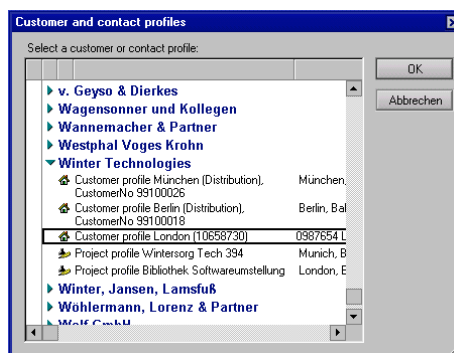 Customer and contact profiles
Select a customer or contact profile:
OK
Abbrechen
v. Geyso & Dierkes
Wagensonner und Kollegen
Wannemacher & Partner
Westphal Voges Krohn
Winter Technologies
Customer profile München (Distribution), München,
CustomerNo 99100026
Customer profile Berlin (Distribution), Berlin, Bal
CustomerNo 99100018
Customer profile London (10658730) 0987654 L
Project profile Wintersorg Tech 394 Munich, B
Project profile Bibliothek Softwareumstellung London, E
Winter, Jansen, Lamsfuß
Wöhlermann, Lorenz & Partner
Wolf GmbH